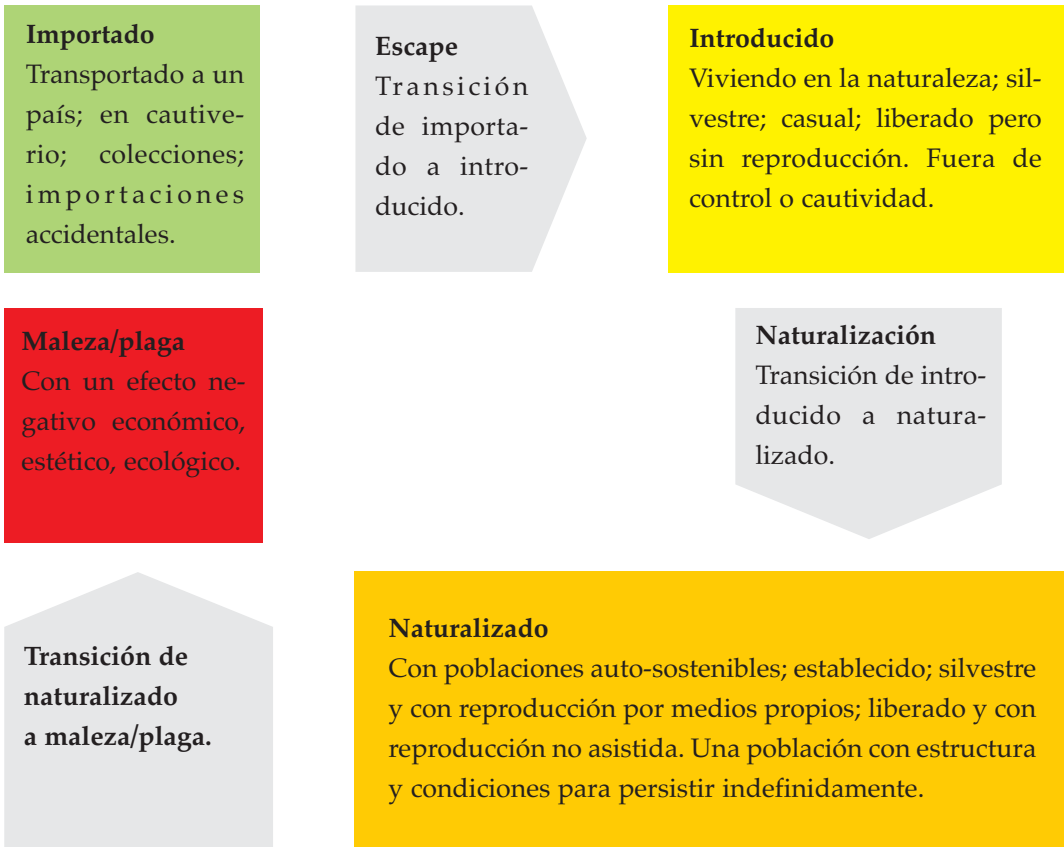 Importado
Transportado a un
país; en cautive-
rio; colecciones;
importaciones
accidentales.
Escape
Transición
de importa-
do a intro-
ducido.
Introducido
Viviendo en la naturaleza; sil-
vestre; casual; liberado pero
sin reproducción. Fuera de
control o cautividad.
Naturalización
Transición de intro-
ducido a natura-
lizado.
Naturalizado
Con poblaciones auto-sostenibles; establecido; silvestre
y con reproducción por medios propios; liberado y con
reproducción no asistida. Una población con estructura
y condiciones para persistir indefinidamente.
Transición de
naturalizado
a maleza/plaga.
Maleza/plaga
Con un efecto ne-
gativo económico,
estético, ecológico.